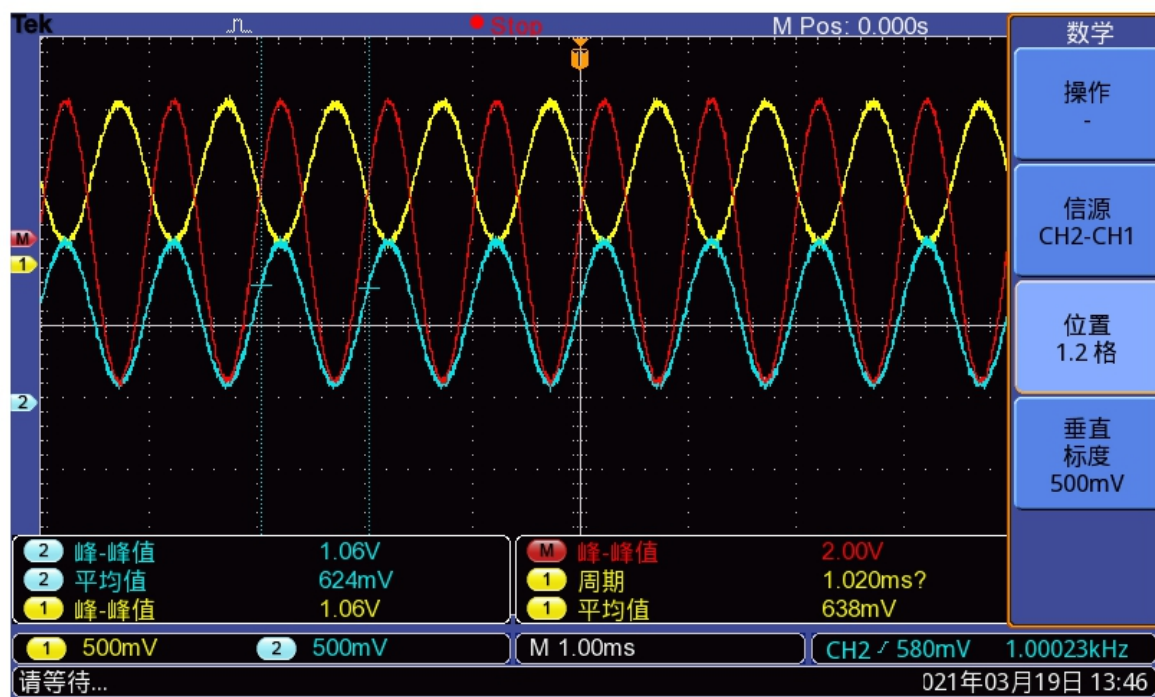 Tek Stop M Pos: 0.000s
数学
操作
-
信源
CH2-CH1
位置
1.2 格
垂直
标度
500mV
M
1
2
2 峰-峰值 1.06V
2 平均值 624mV
1 峰-峰值 1.06V
M 峰-峰值 2.00V
1 周期 1.020ms?
1 平均值 638mV
1 500mV 2 500mV M 1.00ms CH2 580mV 1.00023kHz
请等待... 021年03月19日 13:46